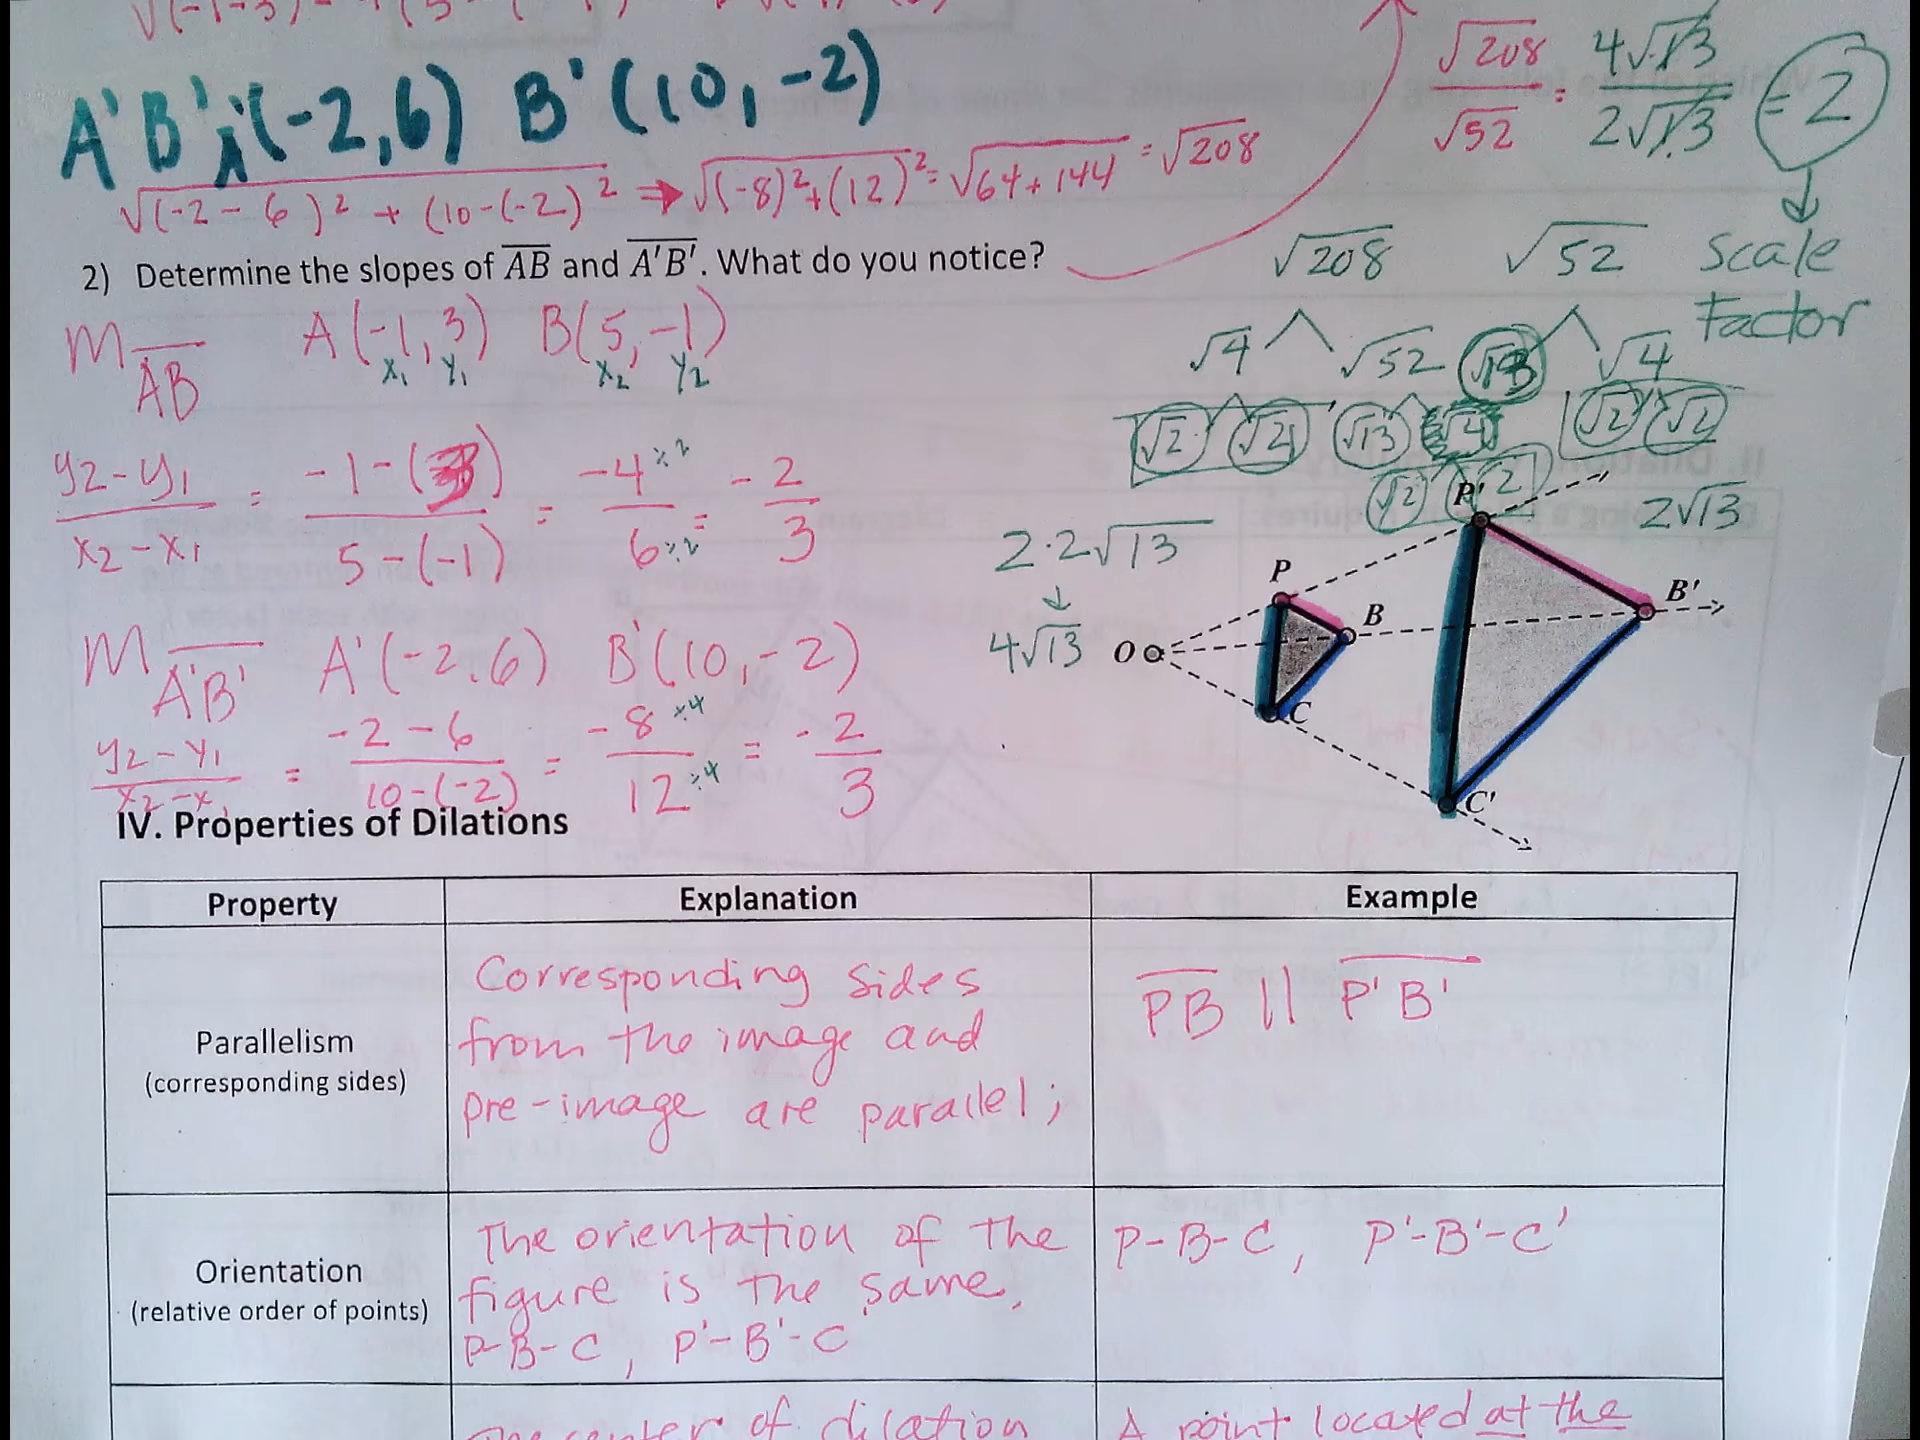 A'B' A'(-2,6) B'(10,-2)
√(-2-6)² + (10-(-2)² ⇒ √(-8)²+(12)² = √64+144 = √208
√208/√52 = 4√13/2√13 = 2
Scale
Factor
2) Determine the slopes of AB and A'B'. What do you notice?
√208 √52
√4 √52 √13 √4
√2 √2 √13 √4 √2 √2
√2 √2
2·2√13 2√13
4√13
M AB A(-1,3) B(5,-1)
x₁ y₁ x₂ y₂
y₂-y₁/x₂-x₁ = -1-(3)/5-(-1) = -4÷2/6÷2 = -2/3
M A'B' A'(-2,6) B'(10,-2)
y₂-y₁/x₂-x₁ = -2-6/10-(-2) = -8÷4/12÷4 = -2/3
P'
P
B'
B
O
C
C'
IV. Properties of Dilations
Property Explanation Example
Parallelism
(corresponding sides)
Corresponding sides
from the image and
pre-image are parallel;
PB || P'B'
Orientation
(relative order of points)
The orientation of the
figure is the same,
P-B-C, P'-B'-C'
P-B-C, P'-B'-C'
center of dilation
A point located at the